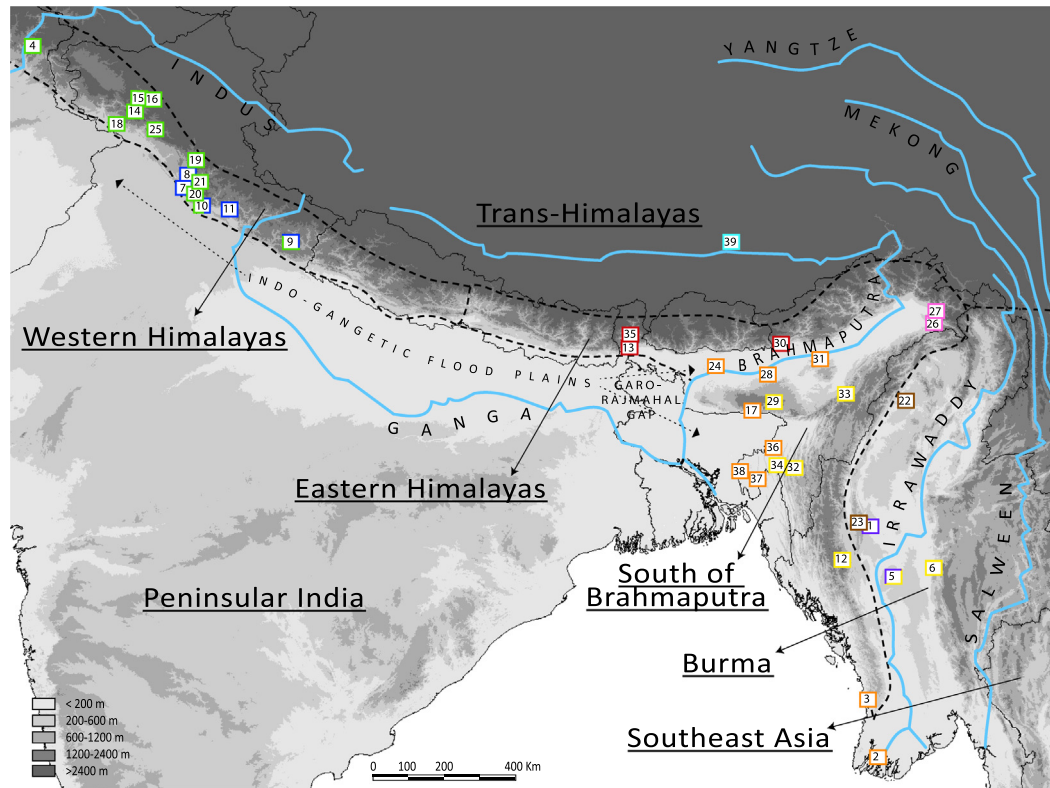 YANGTZE
4
INDUS
15 16
14
18
25
MEKONG
19
8
21
7
20
10
11
Trans-Himalayas
9
39
INDO-GANGETIC FLOOD PLAINS
BRAHMAPUTRA
27
26
Western Himalayas
35
13
30
31
24
28
GARO-
RAJMAHAL
GAP
29
33
22
17
GANGA
IRRAWADDY
36
34 32
38
37
Eastern Himalayas
SALWEEN
23
1
12
5
6
South of
Brahmaputra
Peninsular India
Burma
3
Southeast Asia
2
< 200 m
200-600 m
600-1200 m
1200-2400 m
>2400 m
0 100 200 400 Km